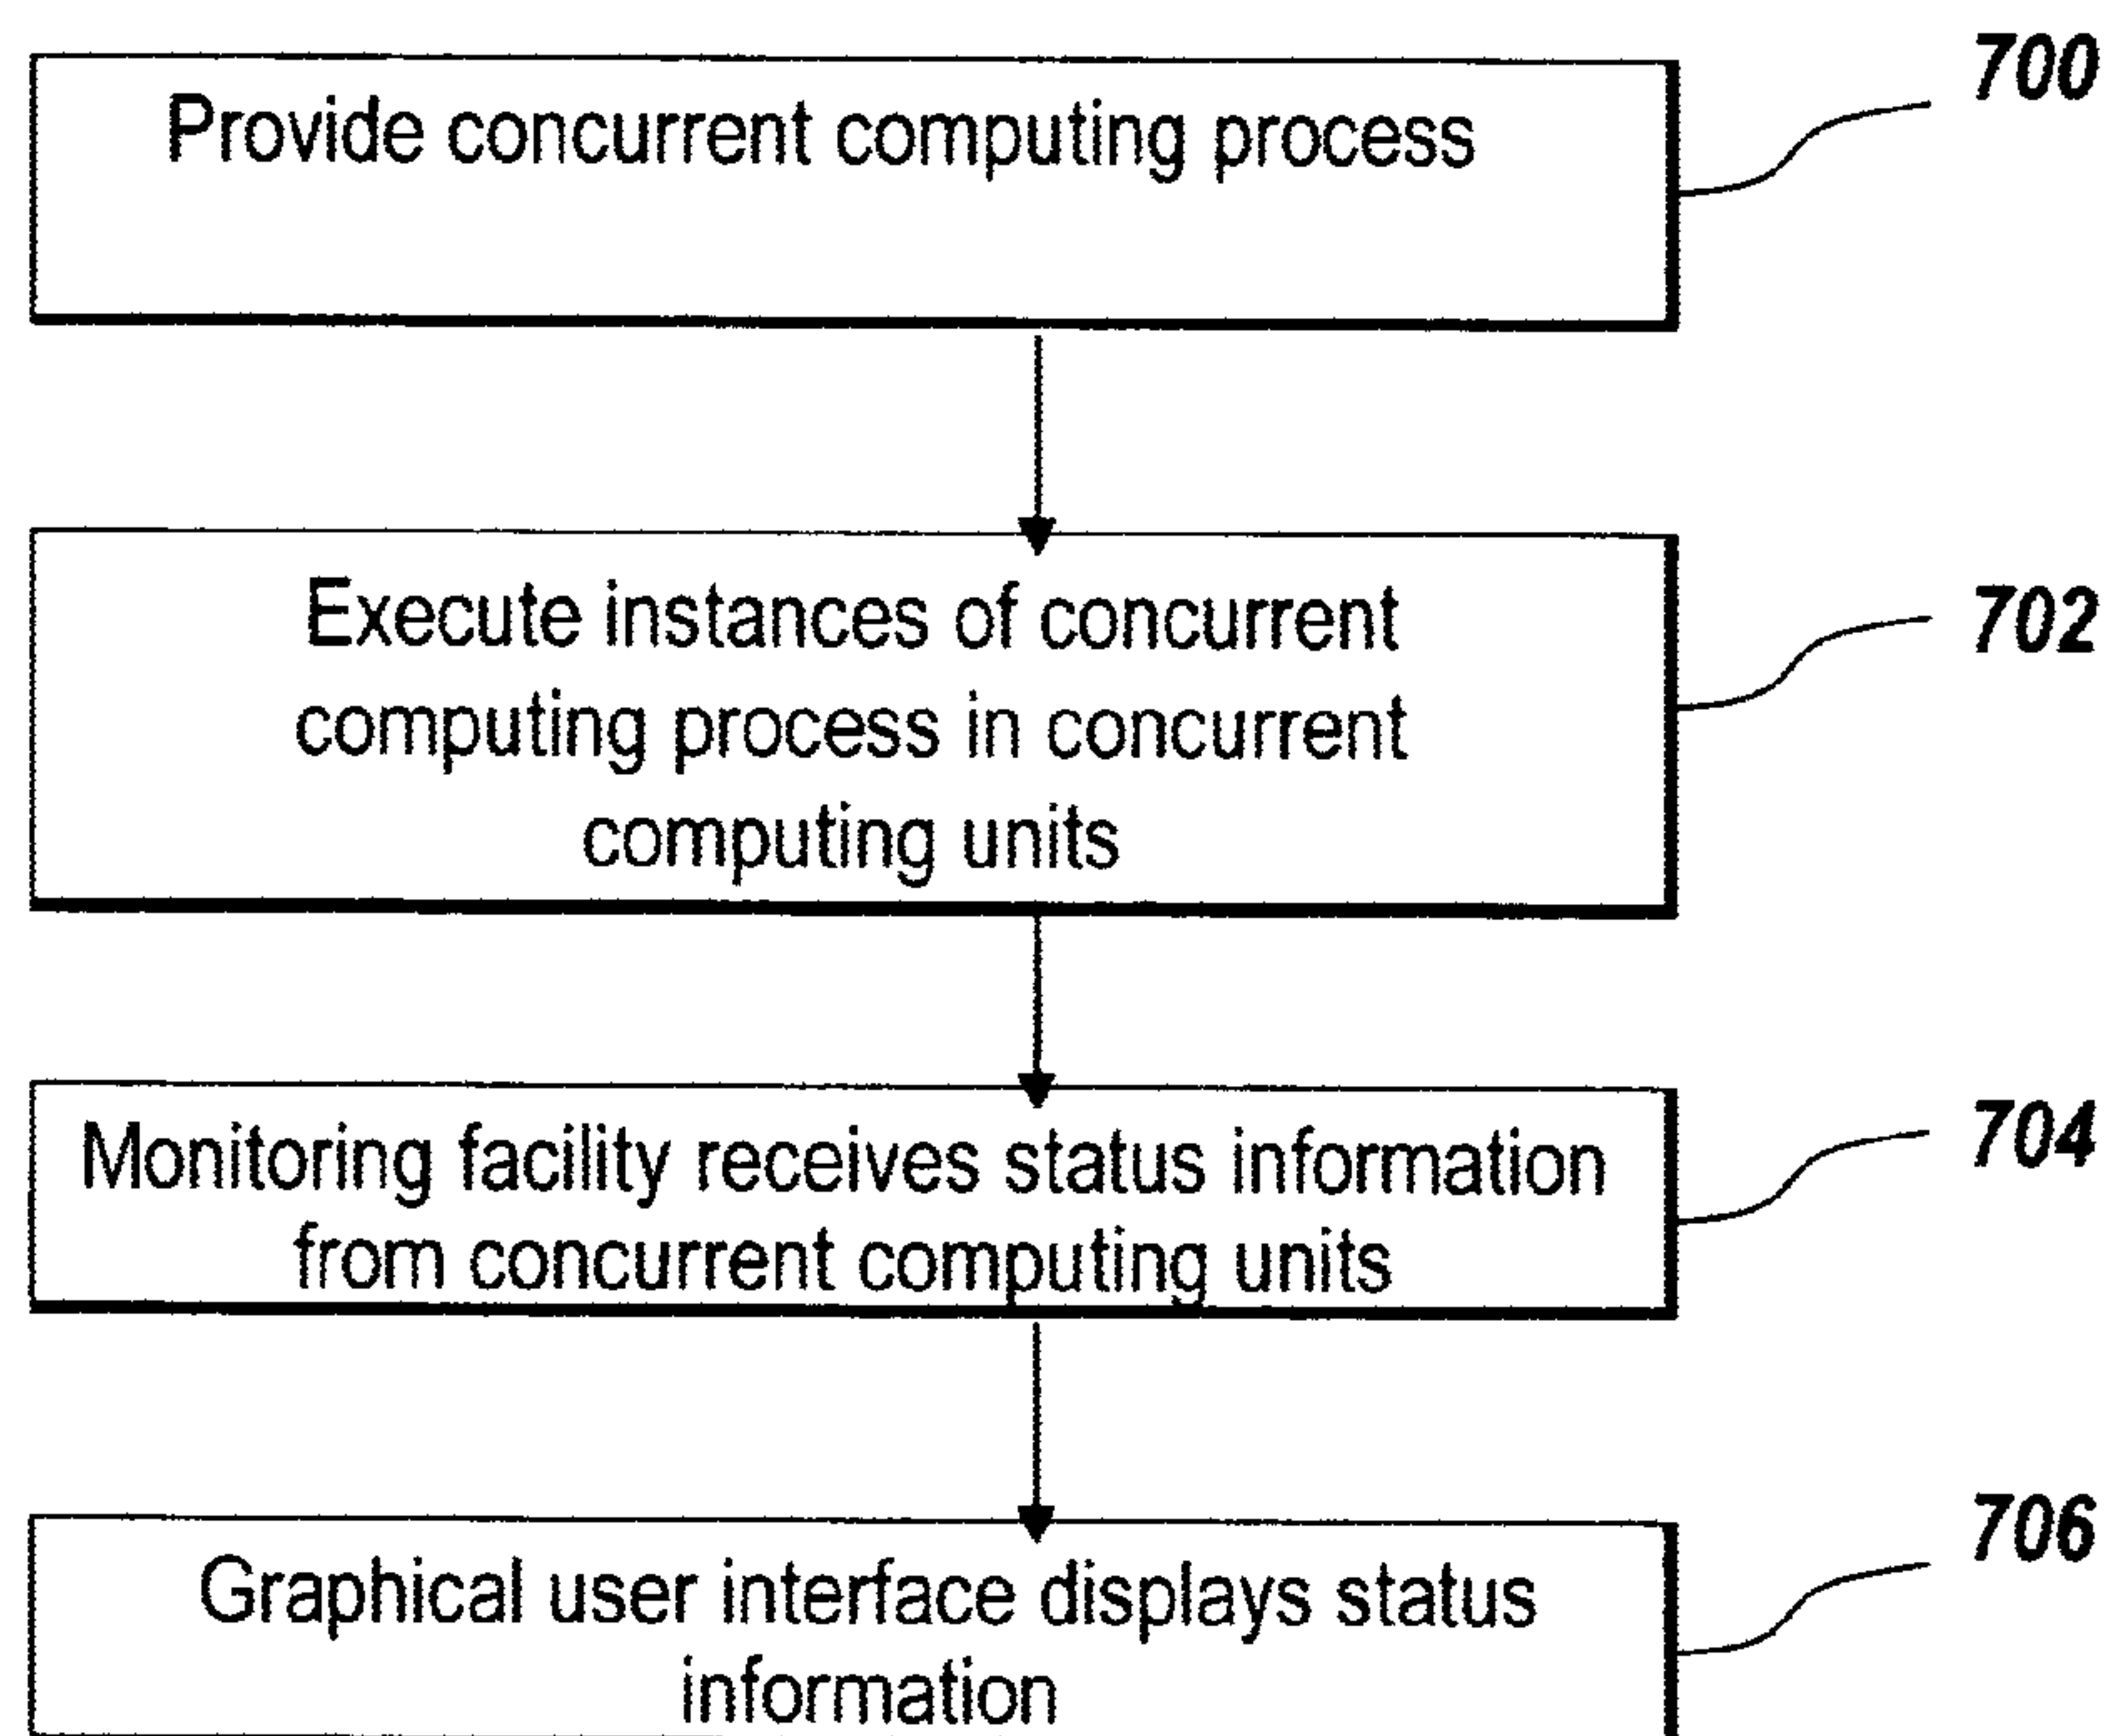 Provide concurrent computing process
700
Execute instances of concurrent
computing process in concurrent
computing units
702
Monitoring facility receives status information
from concurrent computing units
704
Graphical user interface displays status
information
706